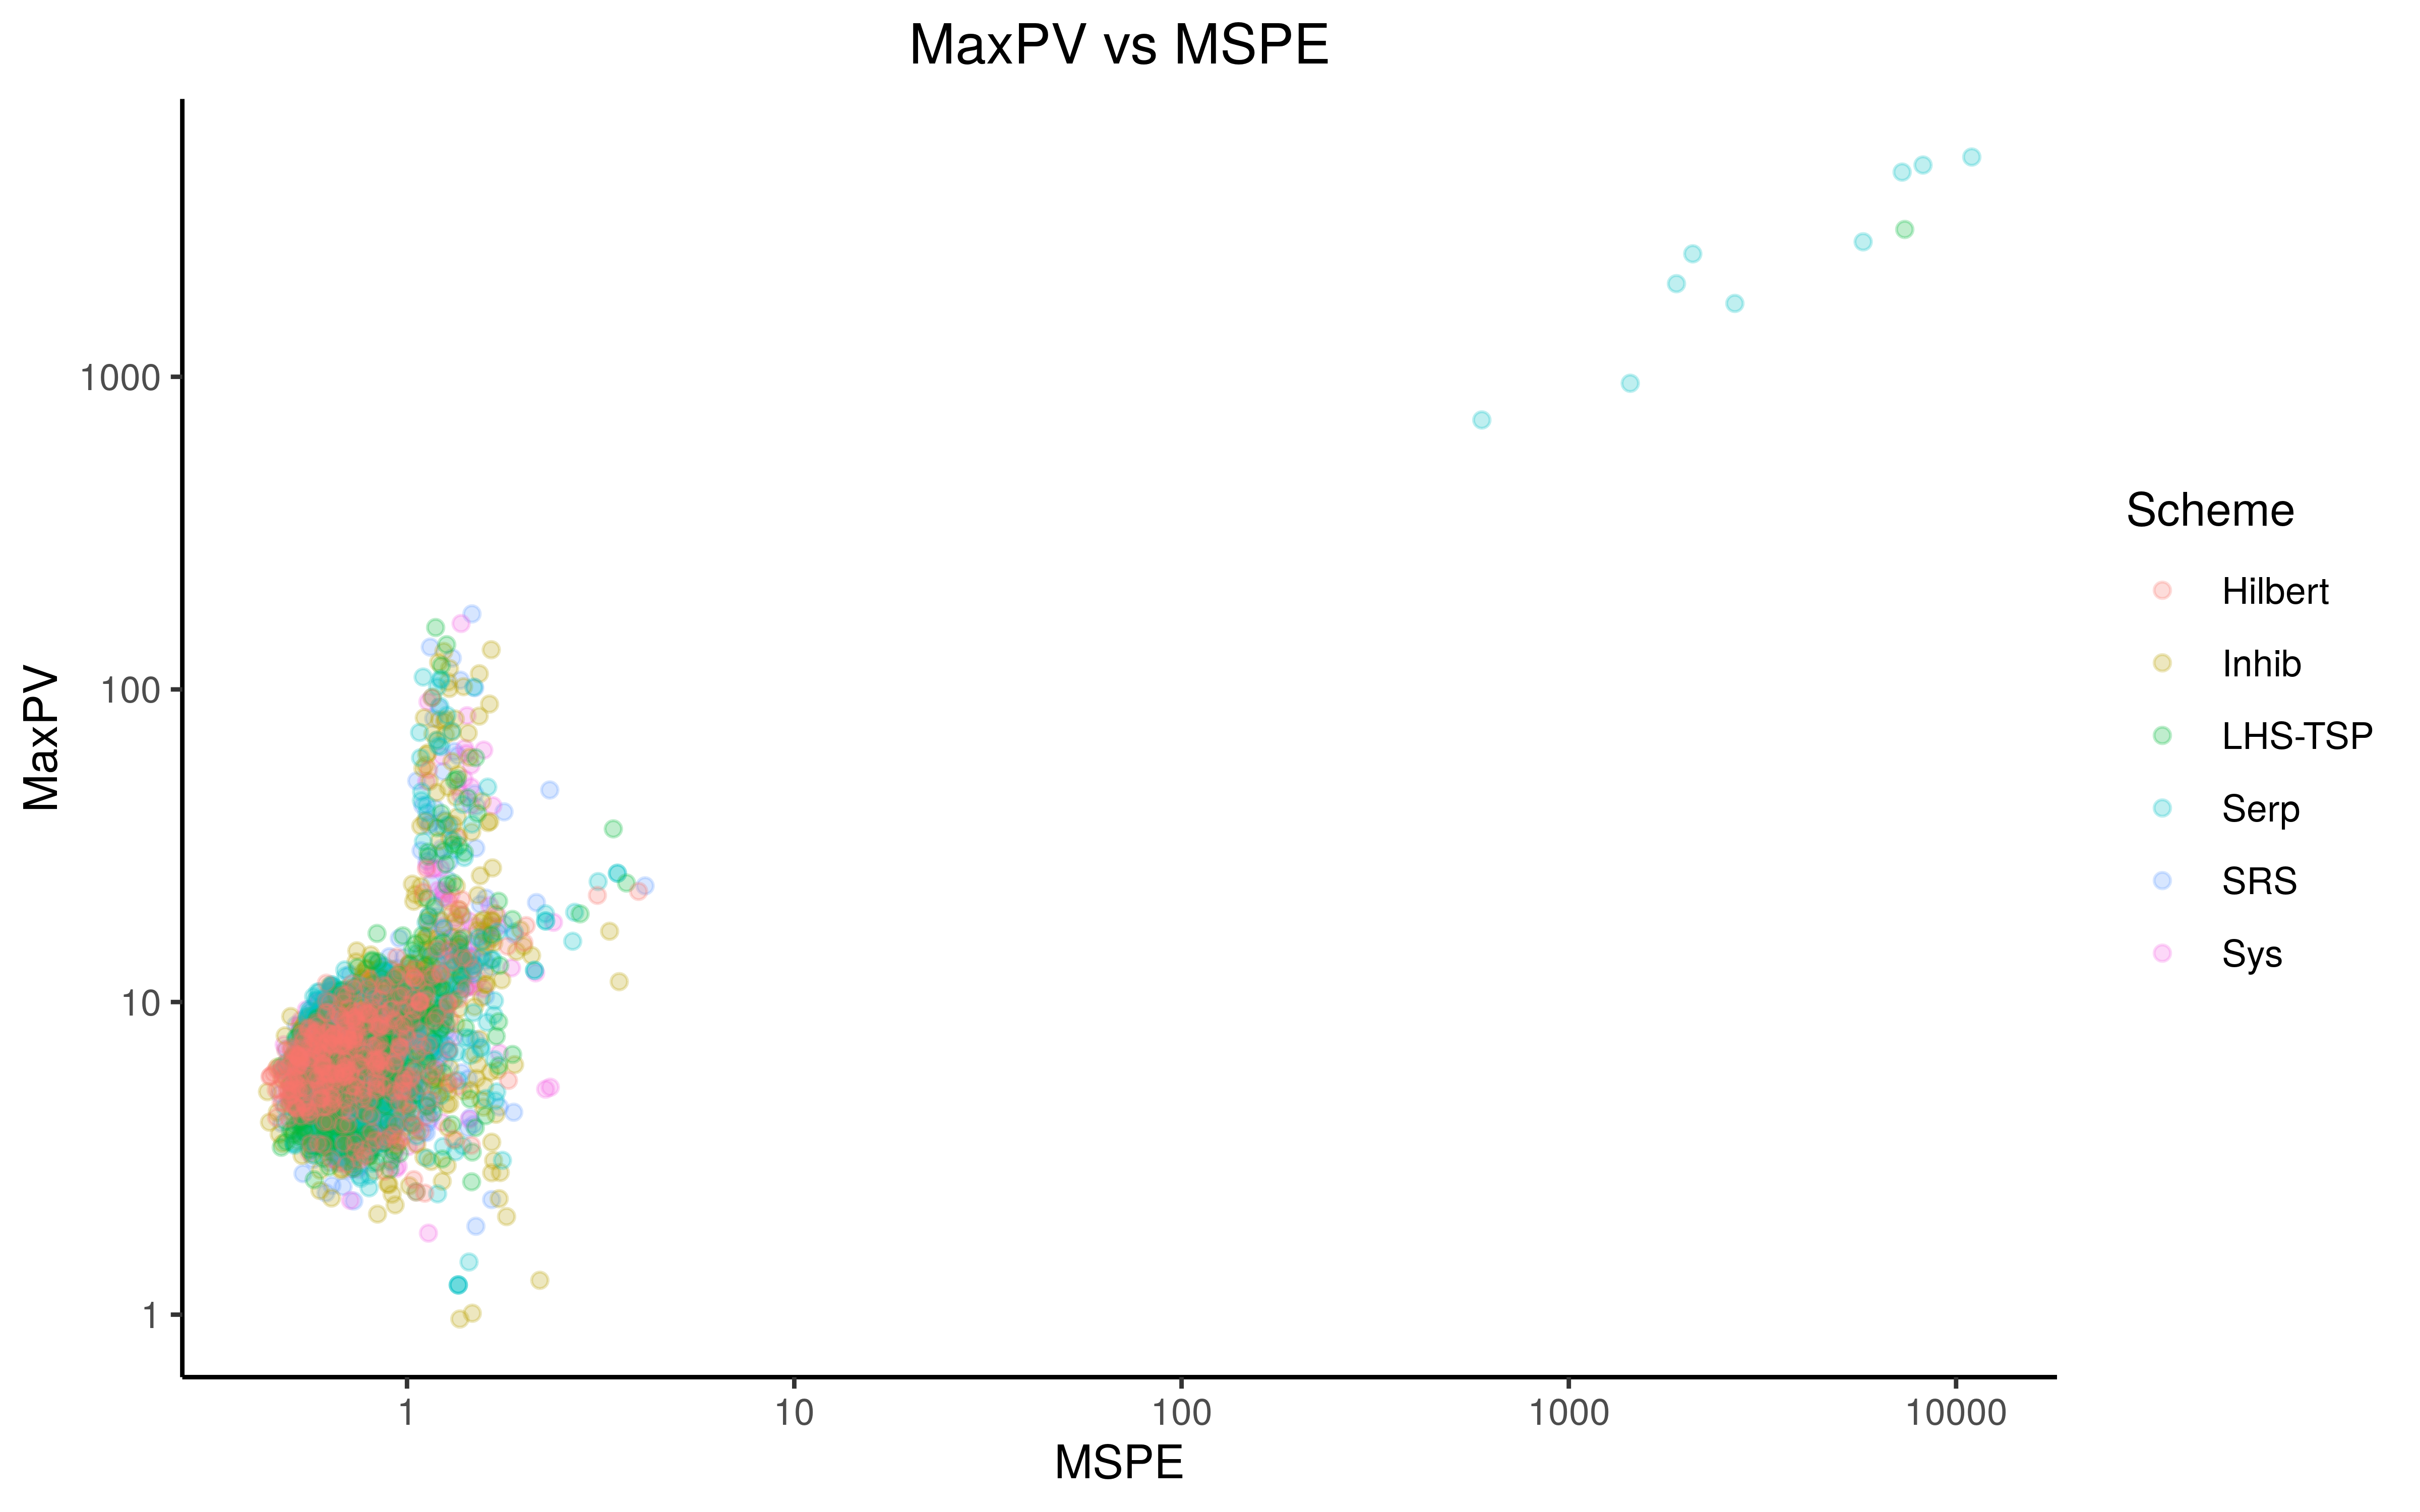 MaxPV vs MSPE
MaxPV
1000
100
10
1
1
10
100
1000
10000
MSPE
Scheme
Hilbert
Inhib
LHS-TSP
Serp
SRS
Sys